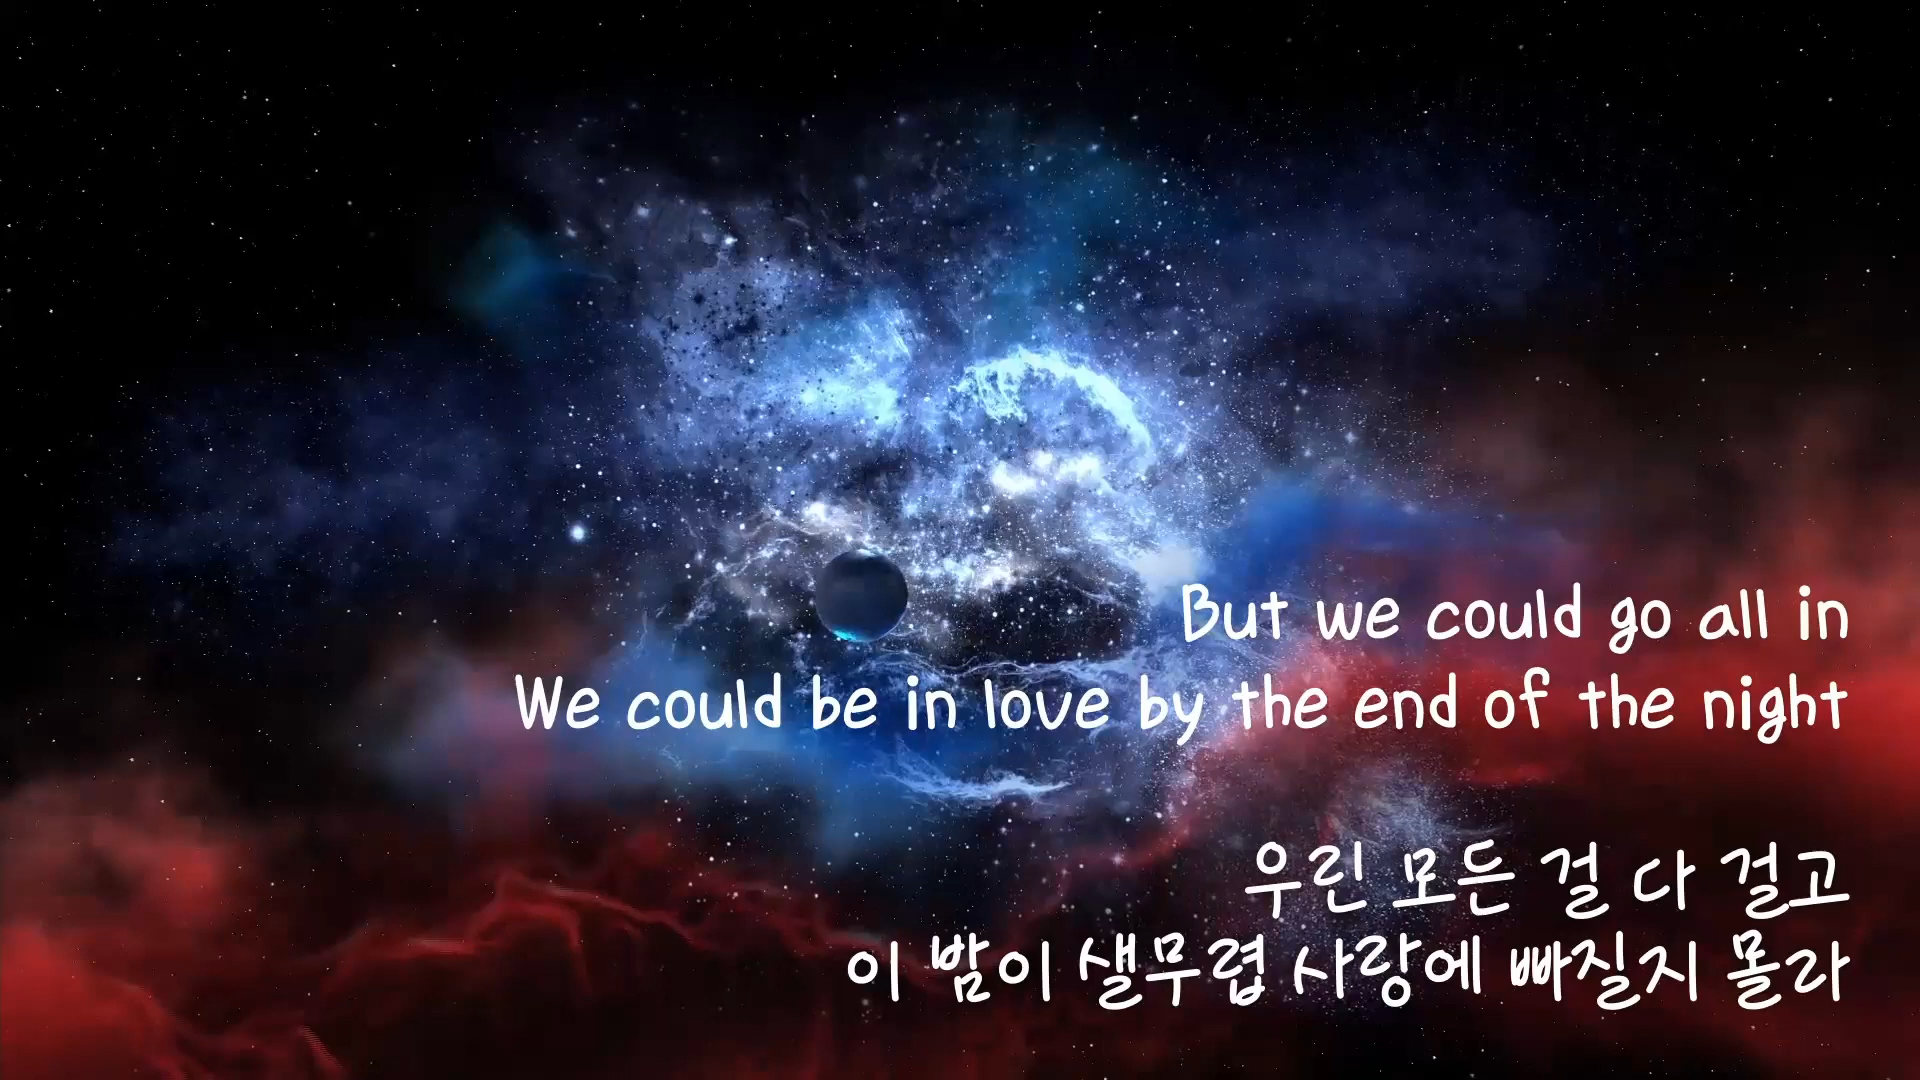 But we could go all in
We could be in love by the end of the night
우린 모든 걸 다 걸고
이 밤이 샐무렵 사랑에 빠질지 몰라